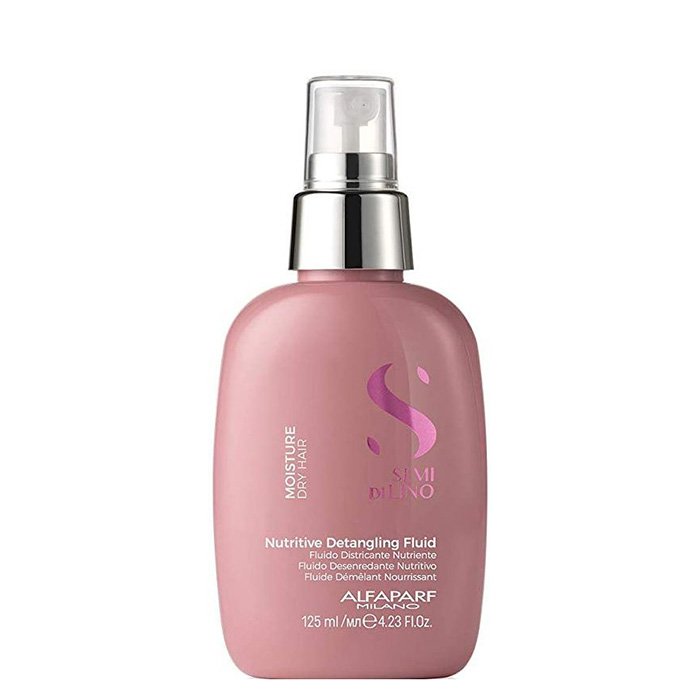 MOISTURE
DRY HAIR
SEMI
DI LINO
Nutritive Detangling Fluid
Fluido Districante Nutriente
Fluido Desenredante Nutritivo
Fluide Démêlant Nourrissant
ALFAPARF
MILANO
125 ml /мл℮4.23 Fl.Oz.